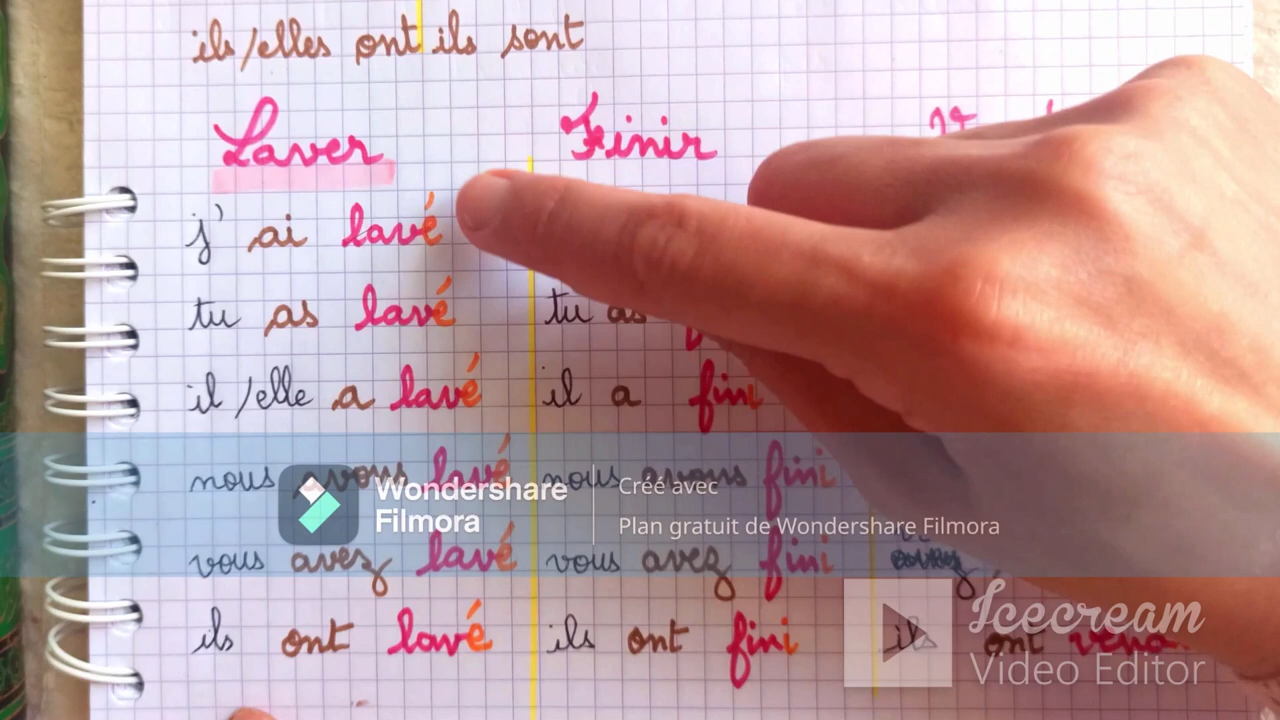 ils/elles ont ils sont
Laver Finir
j' ai lavé
tu as lavé tu as
il/elle a lavé il a fini
nous avons lavé nous avons fini
vous avez lavé vous avez fini
ils ont lavé ils ont fini ils ont
Wondershare
Filmora
Créé avec
Plan gratuit de Wondershare Filmora
Icecream
Video Editor